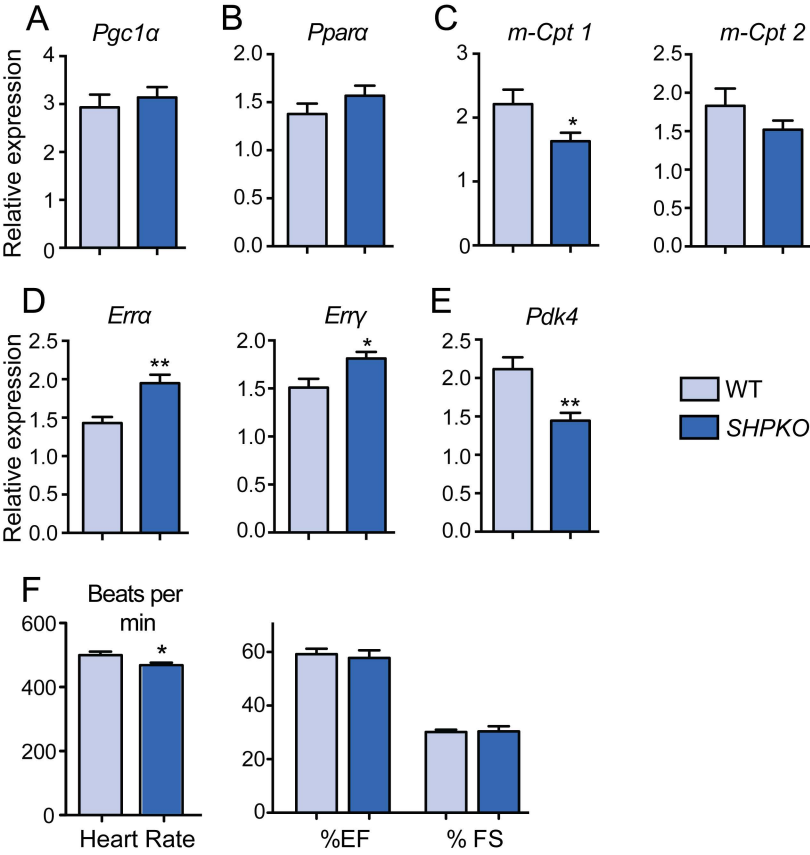 A
Pgc1α
Relative expression
4
3
2
1
0
B
Pparα
2.0
1.5
1.0
0.5
0.0
C
m-Cpt 1
3
2
1
0
*
m-Cpt 2
2.5
2.0
1.5
1.0
0.5
0.0
D
Errα
Relative expression
2.5
2.0
1.5
1.0
0.5
0.0
**
Errγ
2.0
1.5
1.0
0.5
0.0
*
E
Pdk4
2.5
2.0
1.5
1.0
0.5
0.0
**
WT
SHPKO
F
Beats per
min
600
400
200
0
*
Heart Rate
60
40
20
0
%EF
% FS